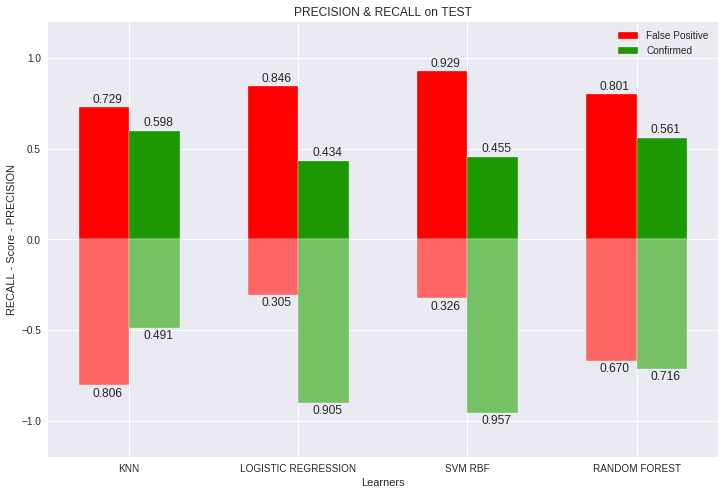 PRECISION & RECALL on TEST
False Positive
Confirmed
RECALL - Score - PRECISION
1.0
0.5
0.0
−0.5
−1.0
0.729
0.598
0.846
0.434
0.929
0.455
0.801
0.561
0.806
0.491
0.305
0.905
0.326
0.957
0.670
0.716
KNN
LOGISTIC REGRESSION
SVM RBF
RANDOM FOREST
Learners